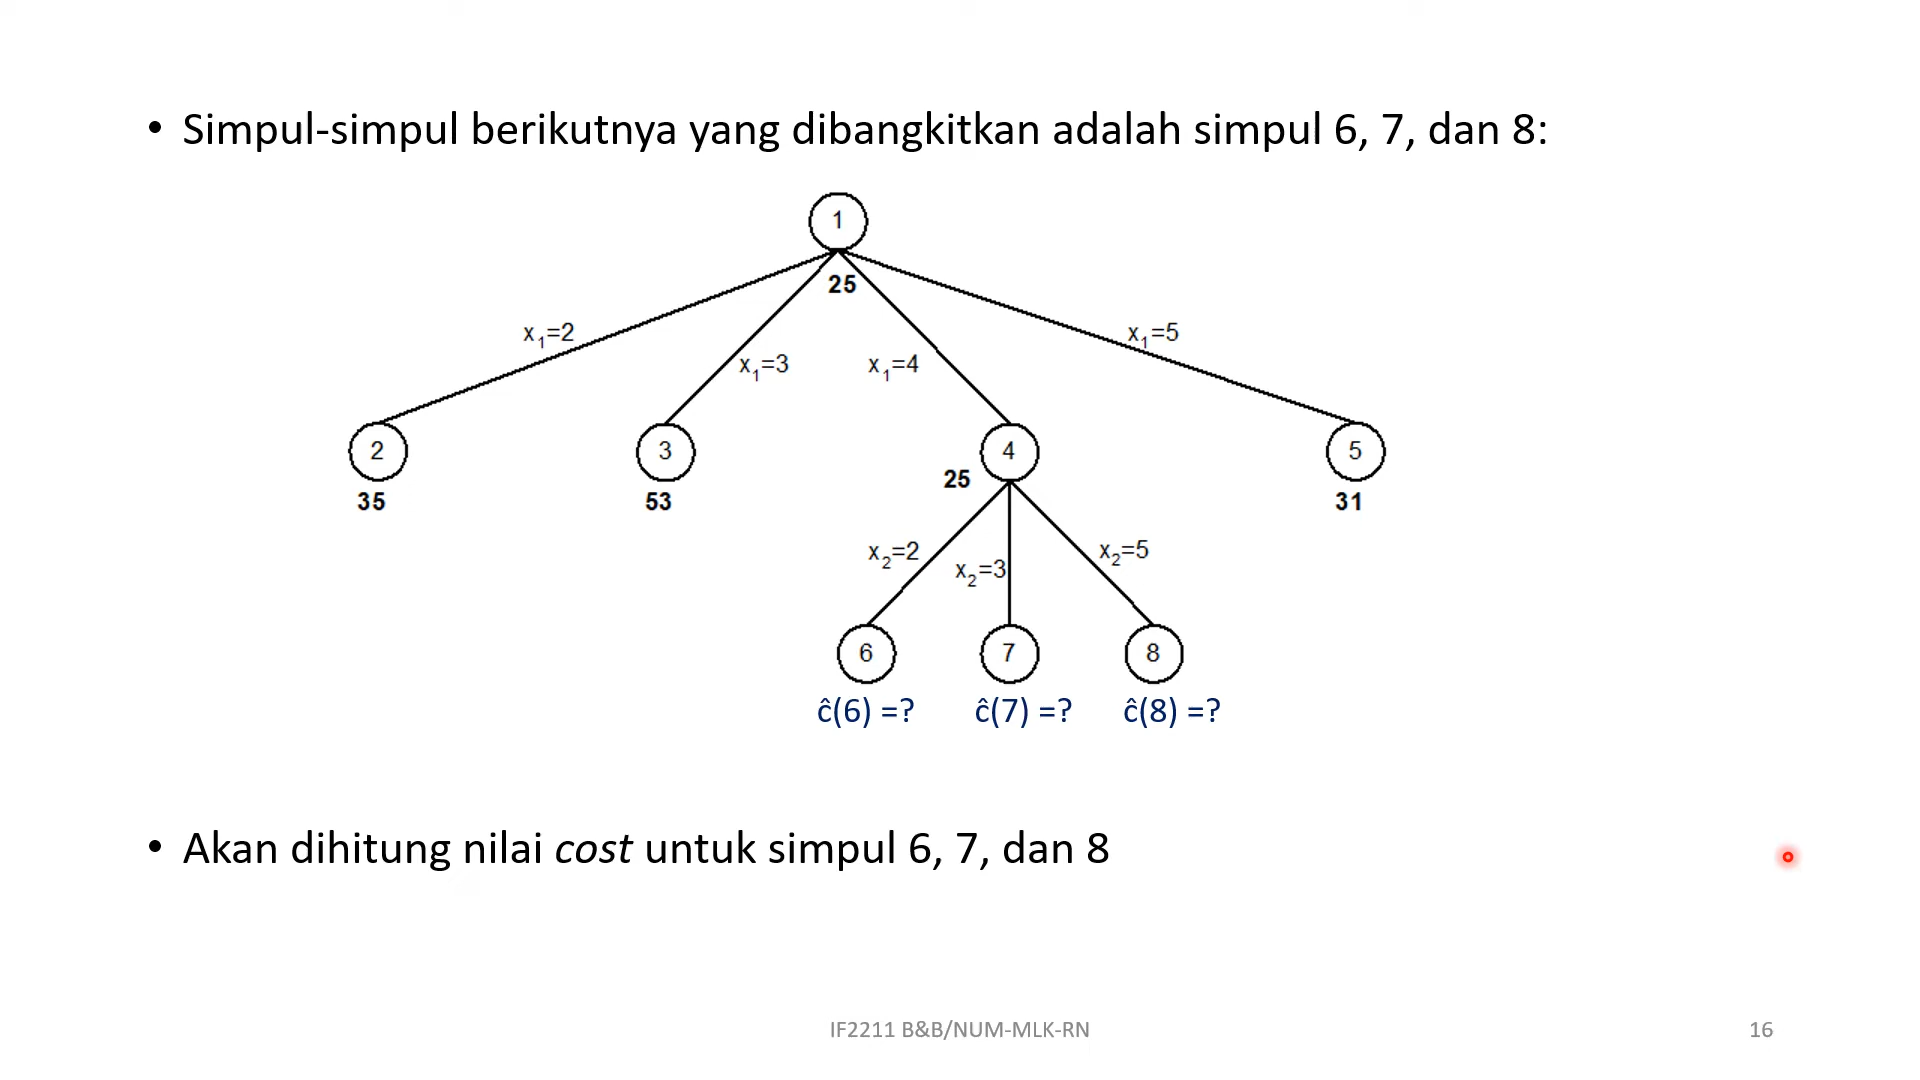 • Simpul-simpul berikutnya yang dibangkitkan adalah simpul 6, 7, dan 8:
1
25
x₁=2
x₁=3
x₁=4
x₁=5
2
3
4
5
35
53
25
31
x₂=2
x₂=3
x₂=5
6
7
8
ĉ(6) =?
ĉ(7) =?
ĉ(8) =?
• Akan dihitung nilai cost untuk simpul 6, 7, dan 8
IF2211 B&B/NUM-MLK-RN
16